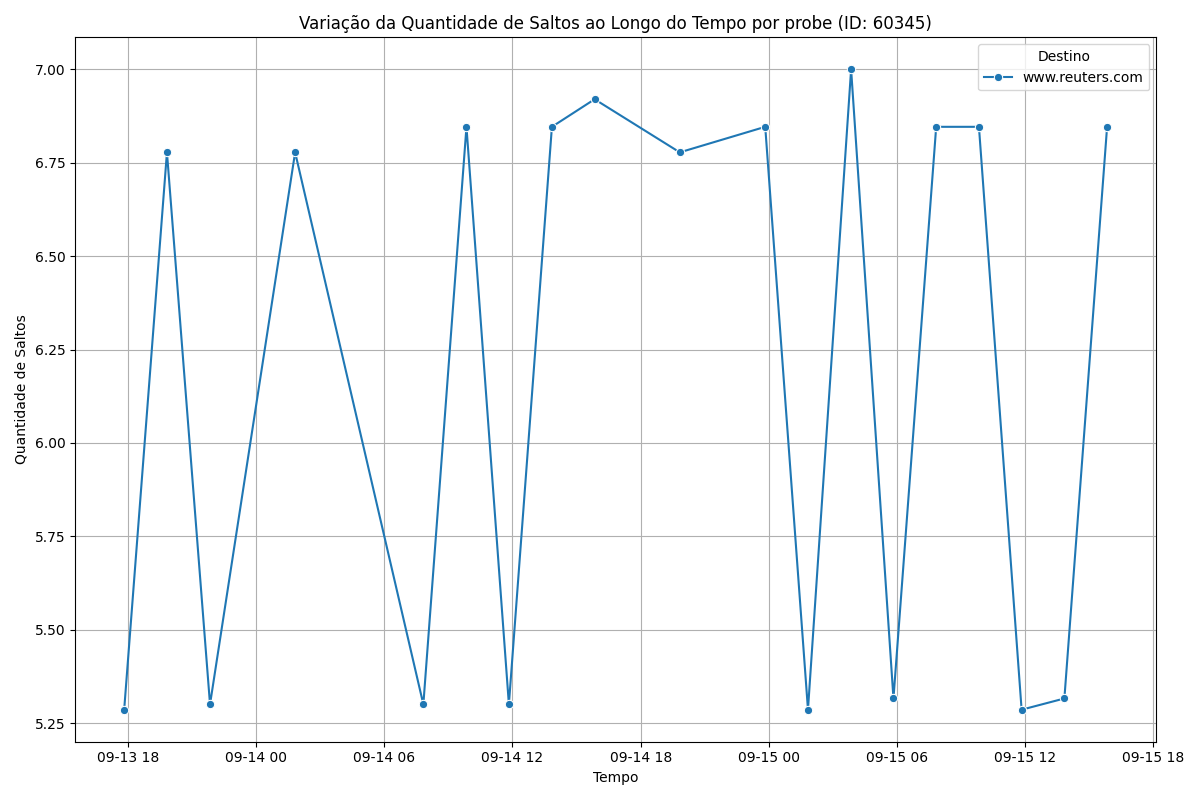 Variação da Quantidade de Saltos ao Longo do Tempo por probe (ID: 60345)
Destino
www.reuters.com
7.00
6.75
6.50
6.25
6.00
5.75
5.50
5.25
Quantidade de Saltos
09-13 18 09-14 00 09-14 06 09-14 12 09-14 18 09-15 00 09-15 06 09-15 12 09-15 18
Tempo